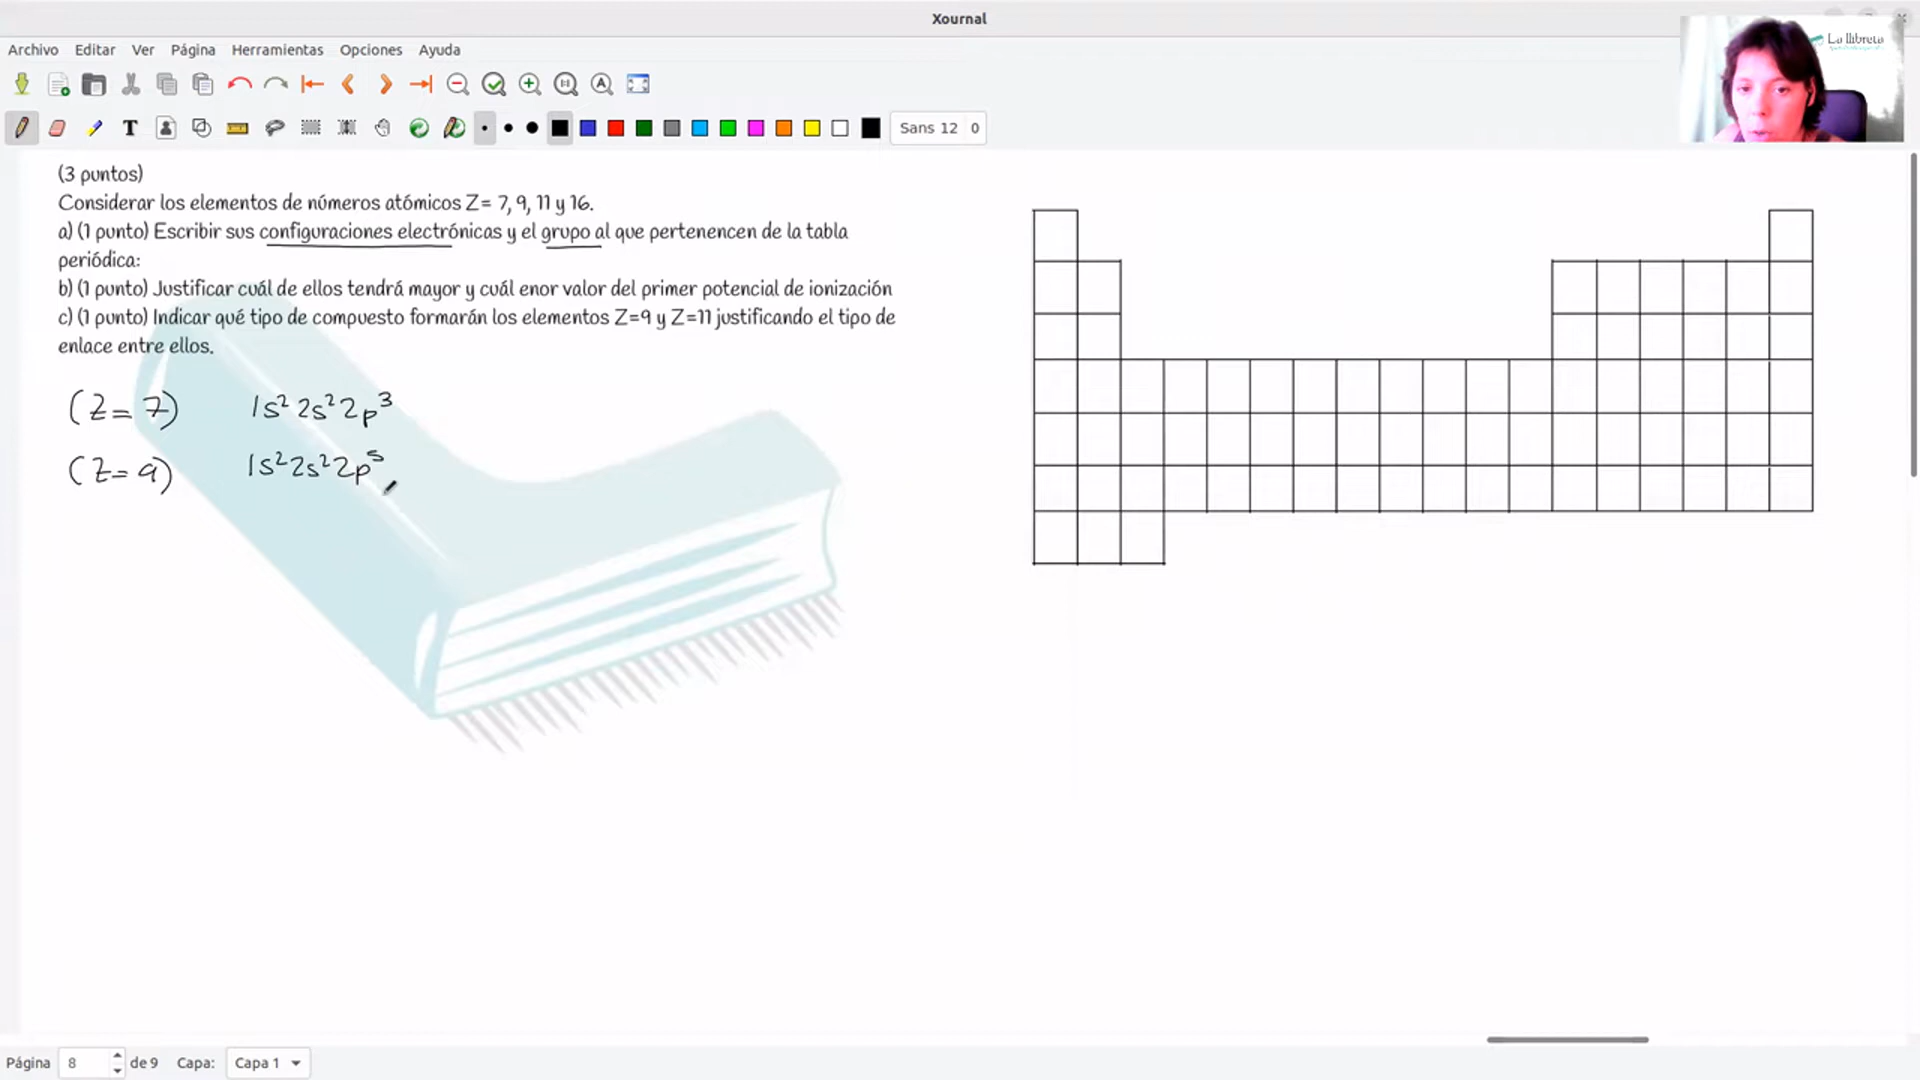 Xournal
Archivo Editar Ver Página Herramientas Opciones Ayuda
La llibreta
T
Sans 12 0
(3 puntos)
Considerar los elementos de números atómicos Z= 7, 9, 11 y 16.
a) (1 punto) Escribir sus configuraciones electrónicas y el grupo al que pertenencen de la tabla
periódica:
b) (1 punto) Justificar cuál de ellos tendrá mayor y cuál enor valor del primer potencial de ionización
c) (1 punto) Indicar qué tipo de compuesto formarán los elementos Z=9 y Z=11 justificando el tipo de
enlace entre ellos.
(Z= 7) 1s² 2s² 2p³
(Z= 9) 1s² 2s² 2p⁵
Página 8 de 9 Capa: Capa 1